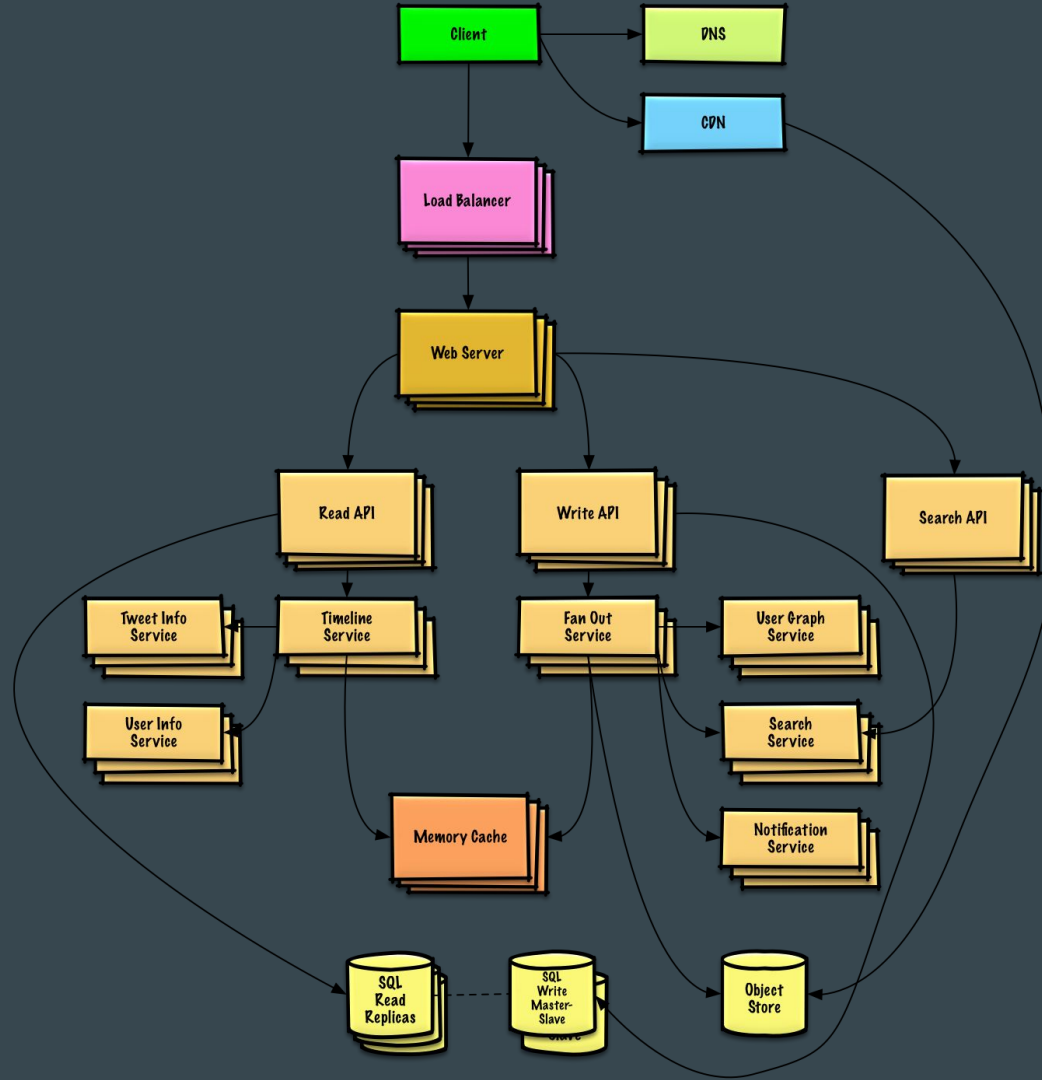 Client
DNS
CDN
Load Balancer
Web Server
Read API
Write API
Search API
Tweet Info
Service
Timeline
Service
Fan Out
Service
User Graph
Service
User Info
Service
Search
Service
Memory Cache
Notification
Service
SQL
Read
Replicas
SQL
Write
Master-
Slave
Object
Store